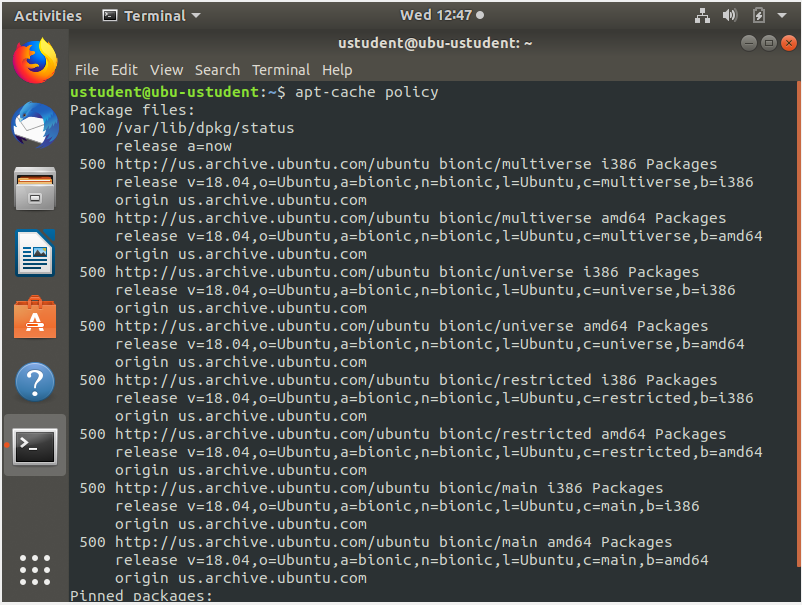 Activities Terminal Wed 12:47
ustudent@ubu-ustudent: ~
File Edit View Search Terminal Help
ustudent@ubu-ustudent:~$ apt-cache policy
Package files:
 100 /var/lib/dpkg/status
     release a=now
 500 http://us.archive.ubuntu.com/ubuntu bionic/multiverse i386 Packages
     release v=18.04,o=Ubuntu,a=bionic,n=bionic,l=Ubuntu,c=multiverse,b=i386
     origin us.archive.ubuntu.com
 500 http://us.archive.ubuntu.com/ubuntu bionic/multiverse amd64 Packages
     release v=18.04,o=Ubuntu,a=bionic,n=bionic,l=Ubuntu,c=multiverse,b=amd64
     origin us.archive.ubuntu.com
 500 http://us.archive.ubuntu.com/ubuntu bionic/universe i386 Packages
     release v=18.04,o=Ubuntu,a=bionic,n=bionic,l=Ubuntu,c=universe,b=i386
     origin us.archive.ubuntu.com
 500 http://us.archive.ubuntu.com/ubuntu bionic/universe amd64 Packages
     release v=18.04,o=Ubuntu,a=bionic,n=bionic,l=Ubuntu,c=universe,b=amd64
     origin us.archive.ubuntu.com
 500 http://us.archive.ubuntu.com/ubuntu bionic/restricted i386 Packages
     release v=18.04,o=Ubuntu,a=bionic,n=bionic,l=Ubuntu,c=restricted,b=i386
     origin us.archive.ubuntu.com
 500 http://us.archive.ubuntu.com/ubuntu bionic/restricted amd64 Packages
     release v=18.04,o=Ubuntu,a=bionic,n=bionic,l=Ubuntu,c=restricted,b=amd64
     origin us.archive.ubuntu.com
 500 http://us.archive.ubuntu.com/ubuntu bionic/main i386 Packages
     release v=18.04,o=Ubuntu,a=bionic,n=bionic,l=Ubuntu,c=main,b=i386
     origin us.archive.ubuntu.com
 500 http://us.archive.ubuntu.com/ubuntu bionic/main amd64 Packages
     release v=18.04,o=Ubuntu,a=bionic,n=bionic,l=Ubuntu,c=main,b=amd64
     origin us.archive.ubuntu.com
Pinned packages: